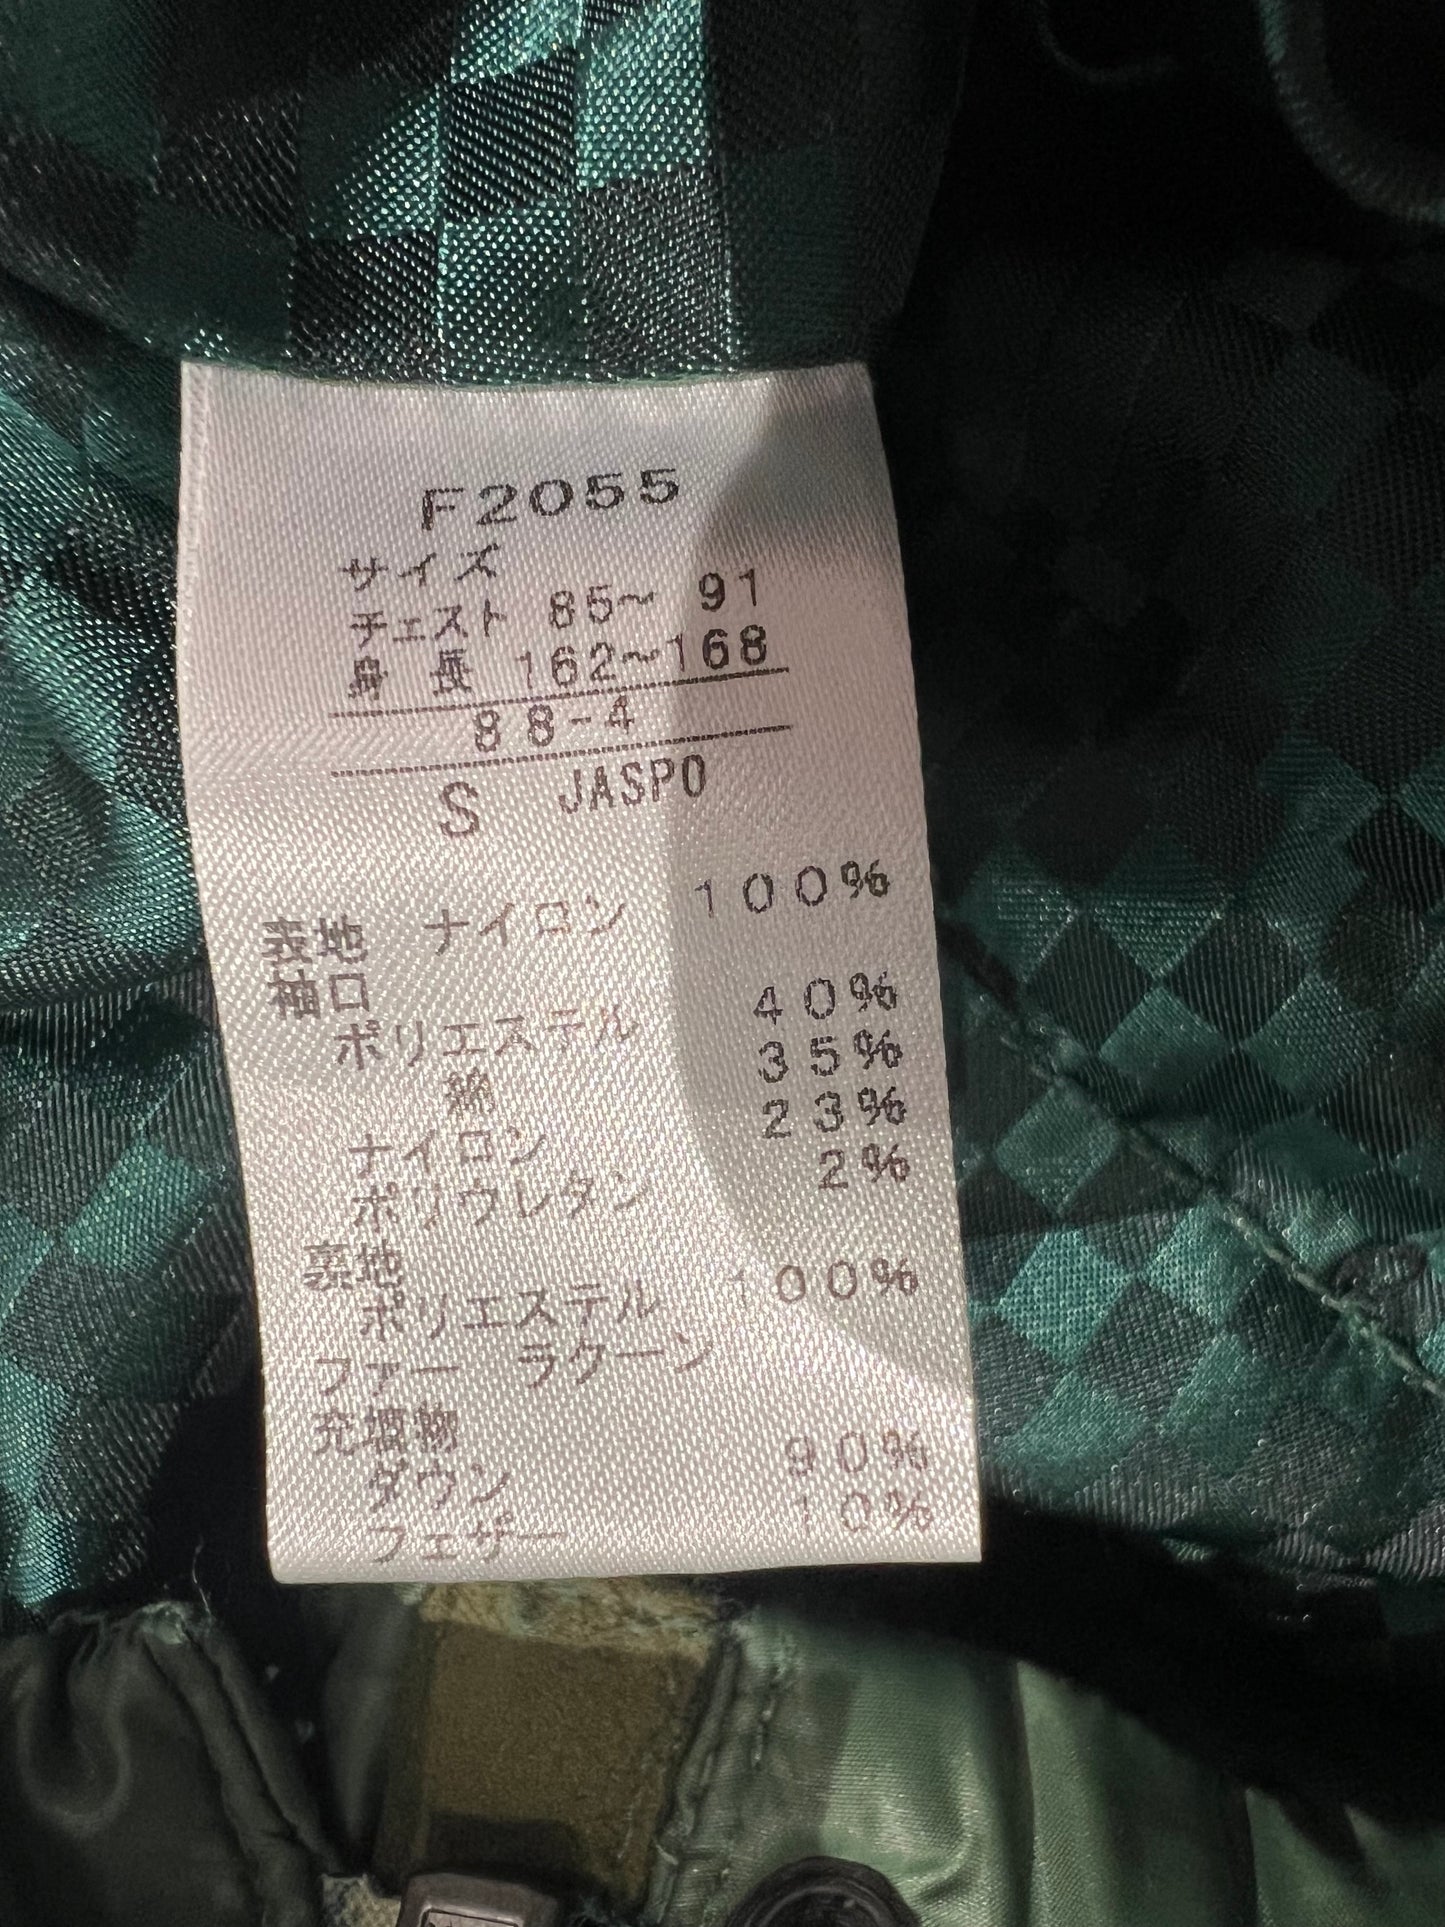 F2055
サイズ
チェスト 85～ 91
身 長 162～168
88-4
S JASPO
表地 ナイロン 100%
袖口
ポリエステル 40%
綿 35%
ナイロン 23%
ポリウレタン 2%
裏地
ポリエステル 100%
ファー ラクーン
充填物
ダウン 90%
フェザー 10%